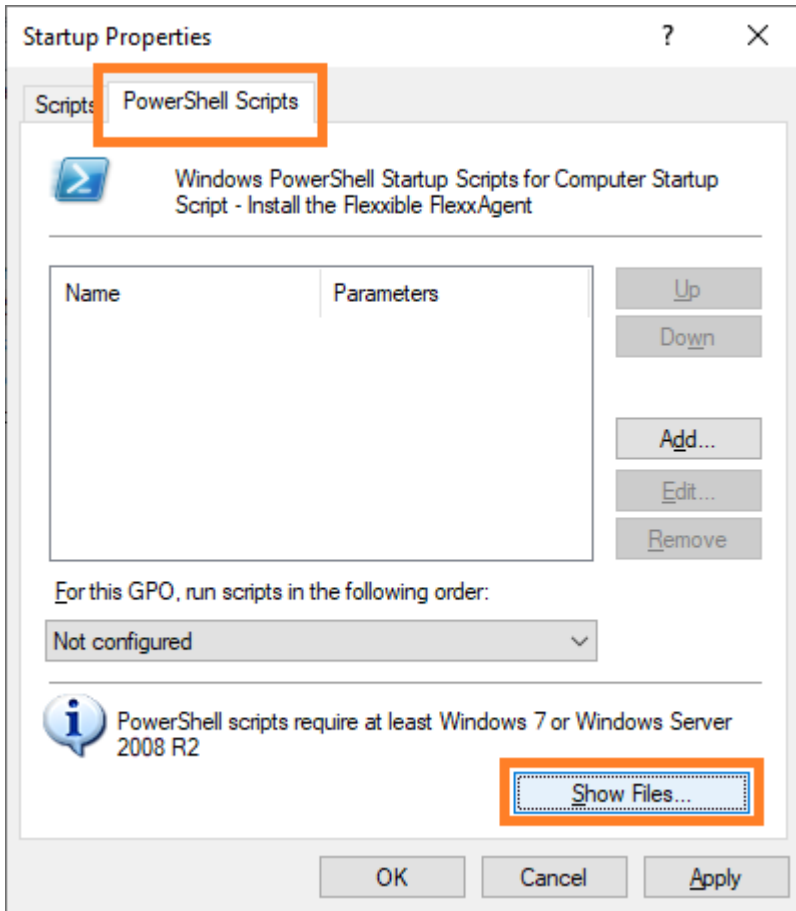 Startup Properties
?
Scripts
PowerShell Scripts
Windows PowerShell Startup Scripts for Computer Startup
Script - Install the Flexxible FlexxAgent
Name
Parameters
Up
Down
Add...
Edit...
Remove
For this GPO, run scripts in the following order:
Not configured
PowerShell scripts require at least Windows 7 or Windows Server
2008 R2
Show Files...
OK
Cancel
Apply